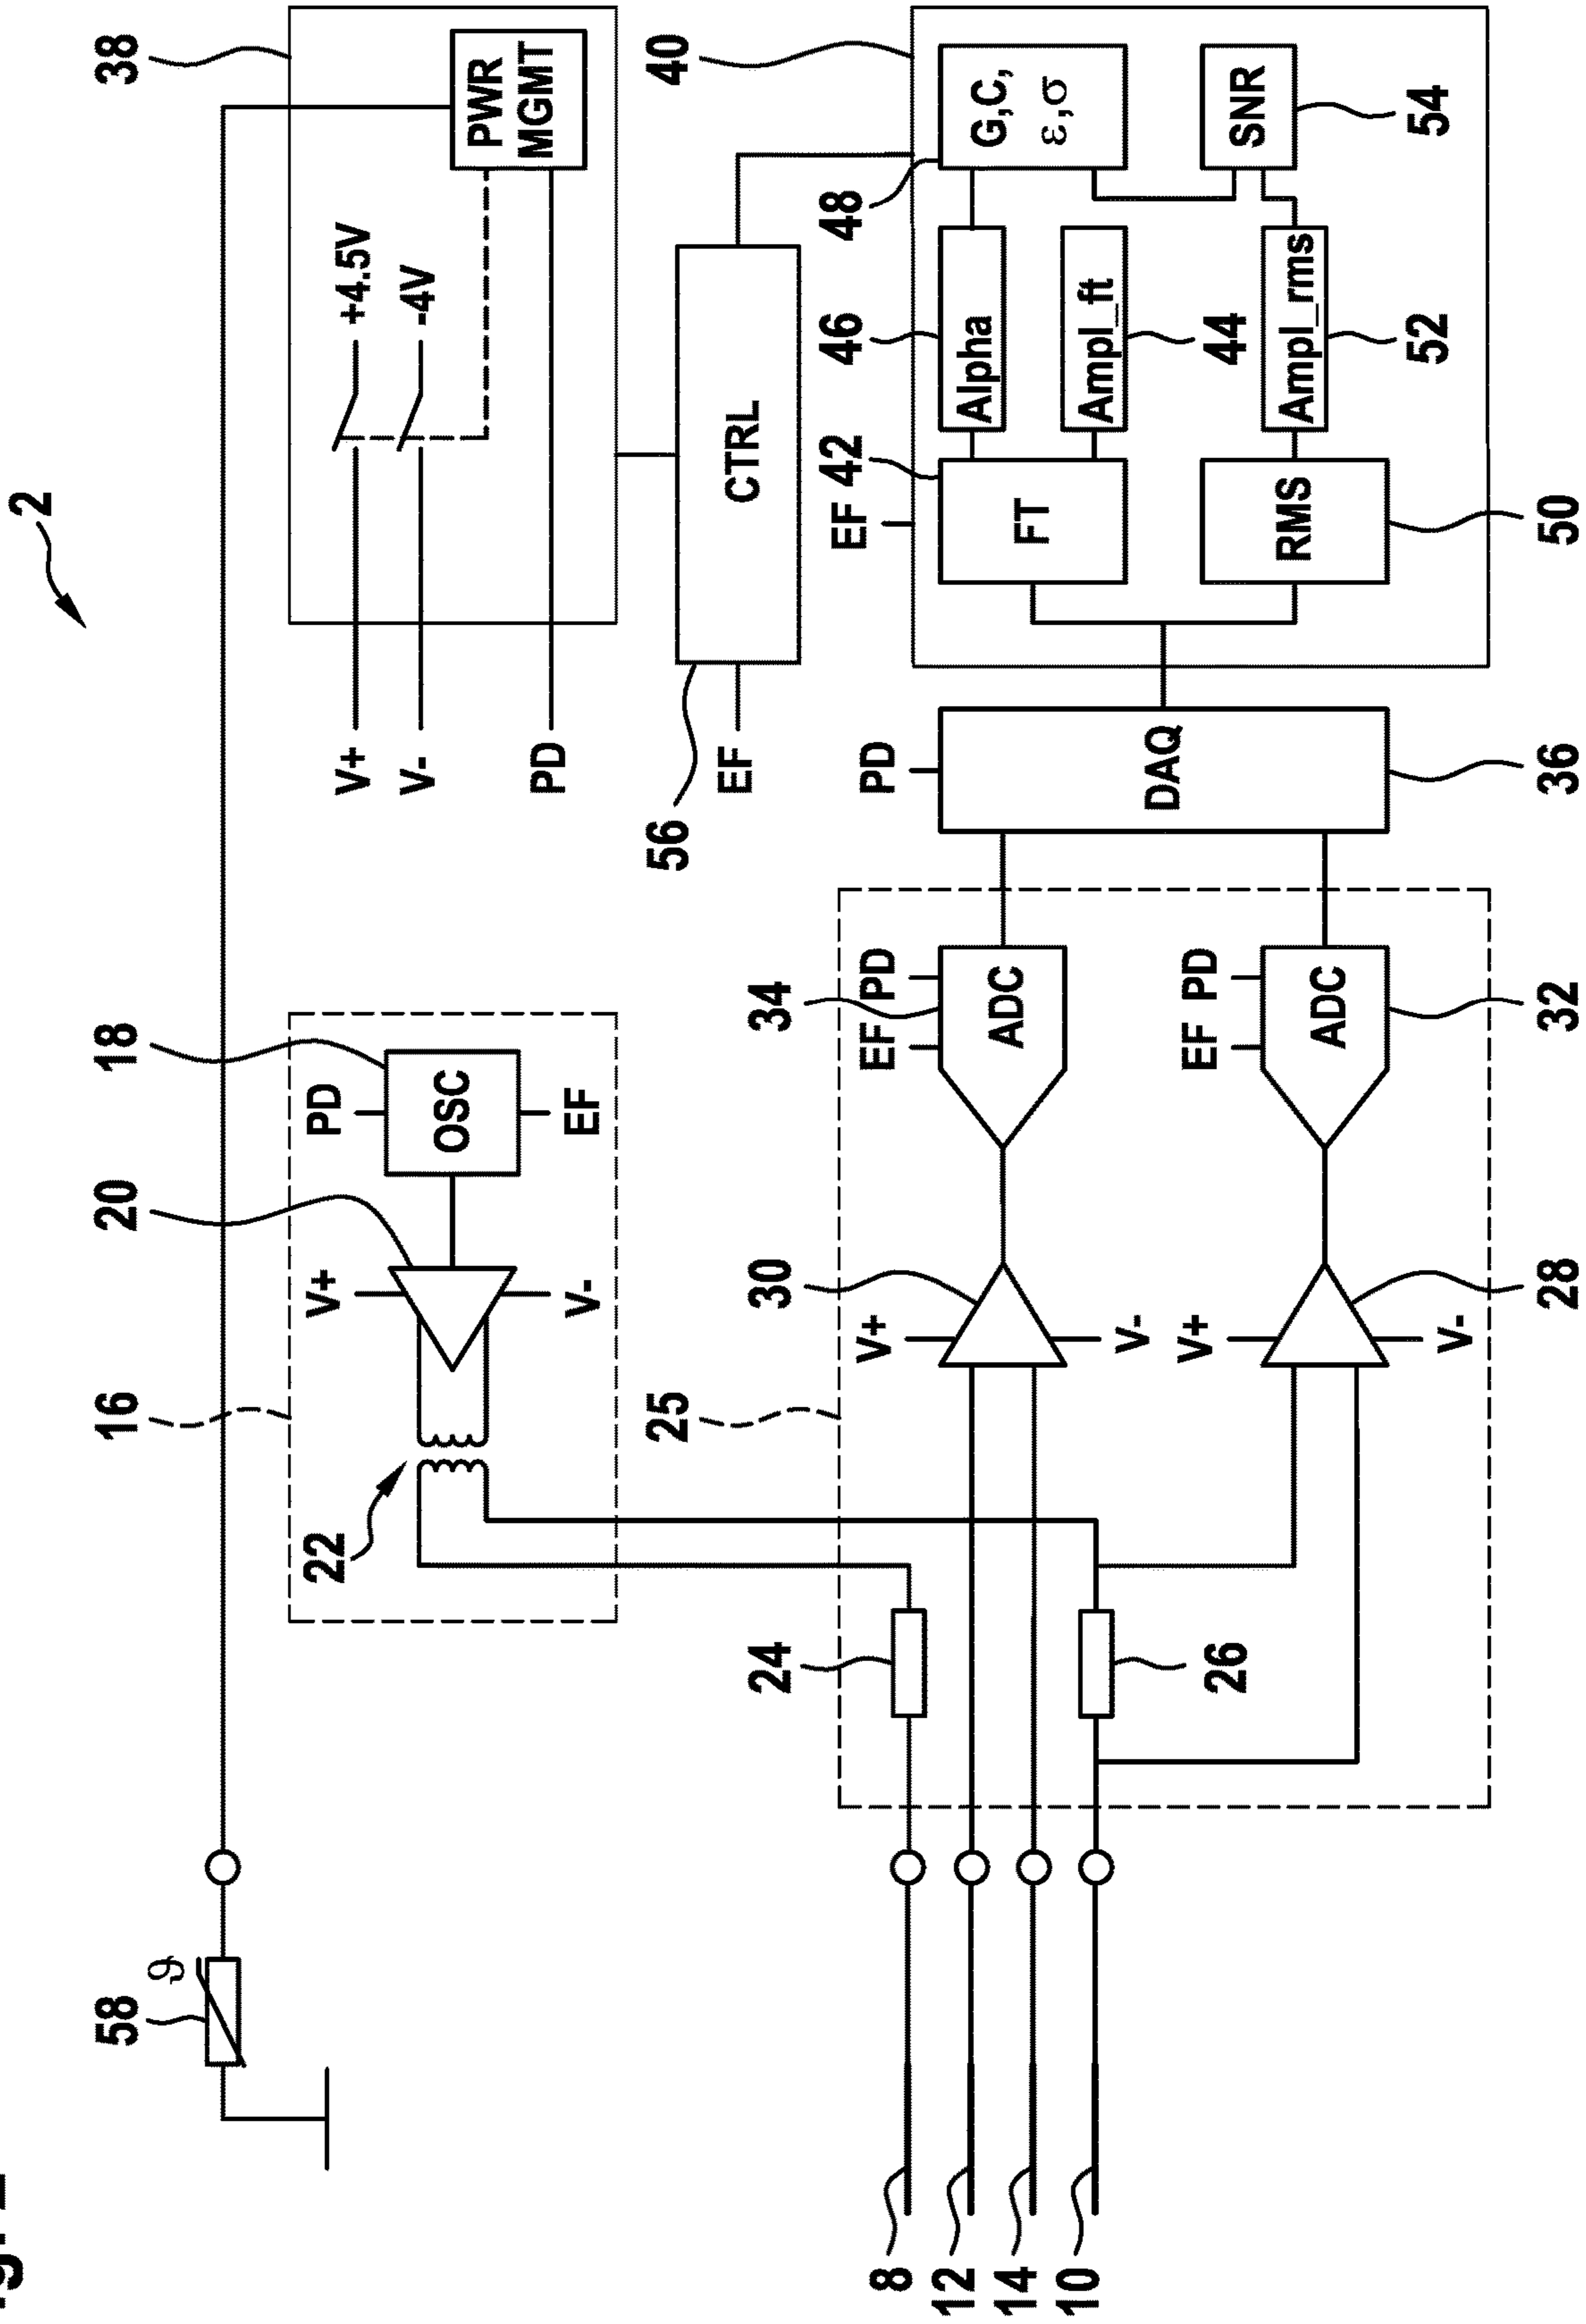 2
58
ϑ
16
20
18
38
22
V+
V-
PD
OSC
EF
V+
V-
PD
+4.5V
-4V
PWR
MGMT
56
EF
CTRL
8
12
14
10
24
26
25
30
V+
V-
34
EF
PD
ADC
28
V+
V-
32
EF
PD
ADC
PD
DAQ
36
40
EF
42
FT
46
Alpha
48
G,C,
ε,σ
Ampl_ft
44
RMS
50
Ampl_rms
52
SNR
54